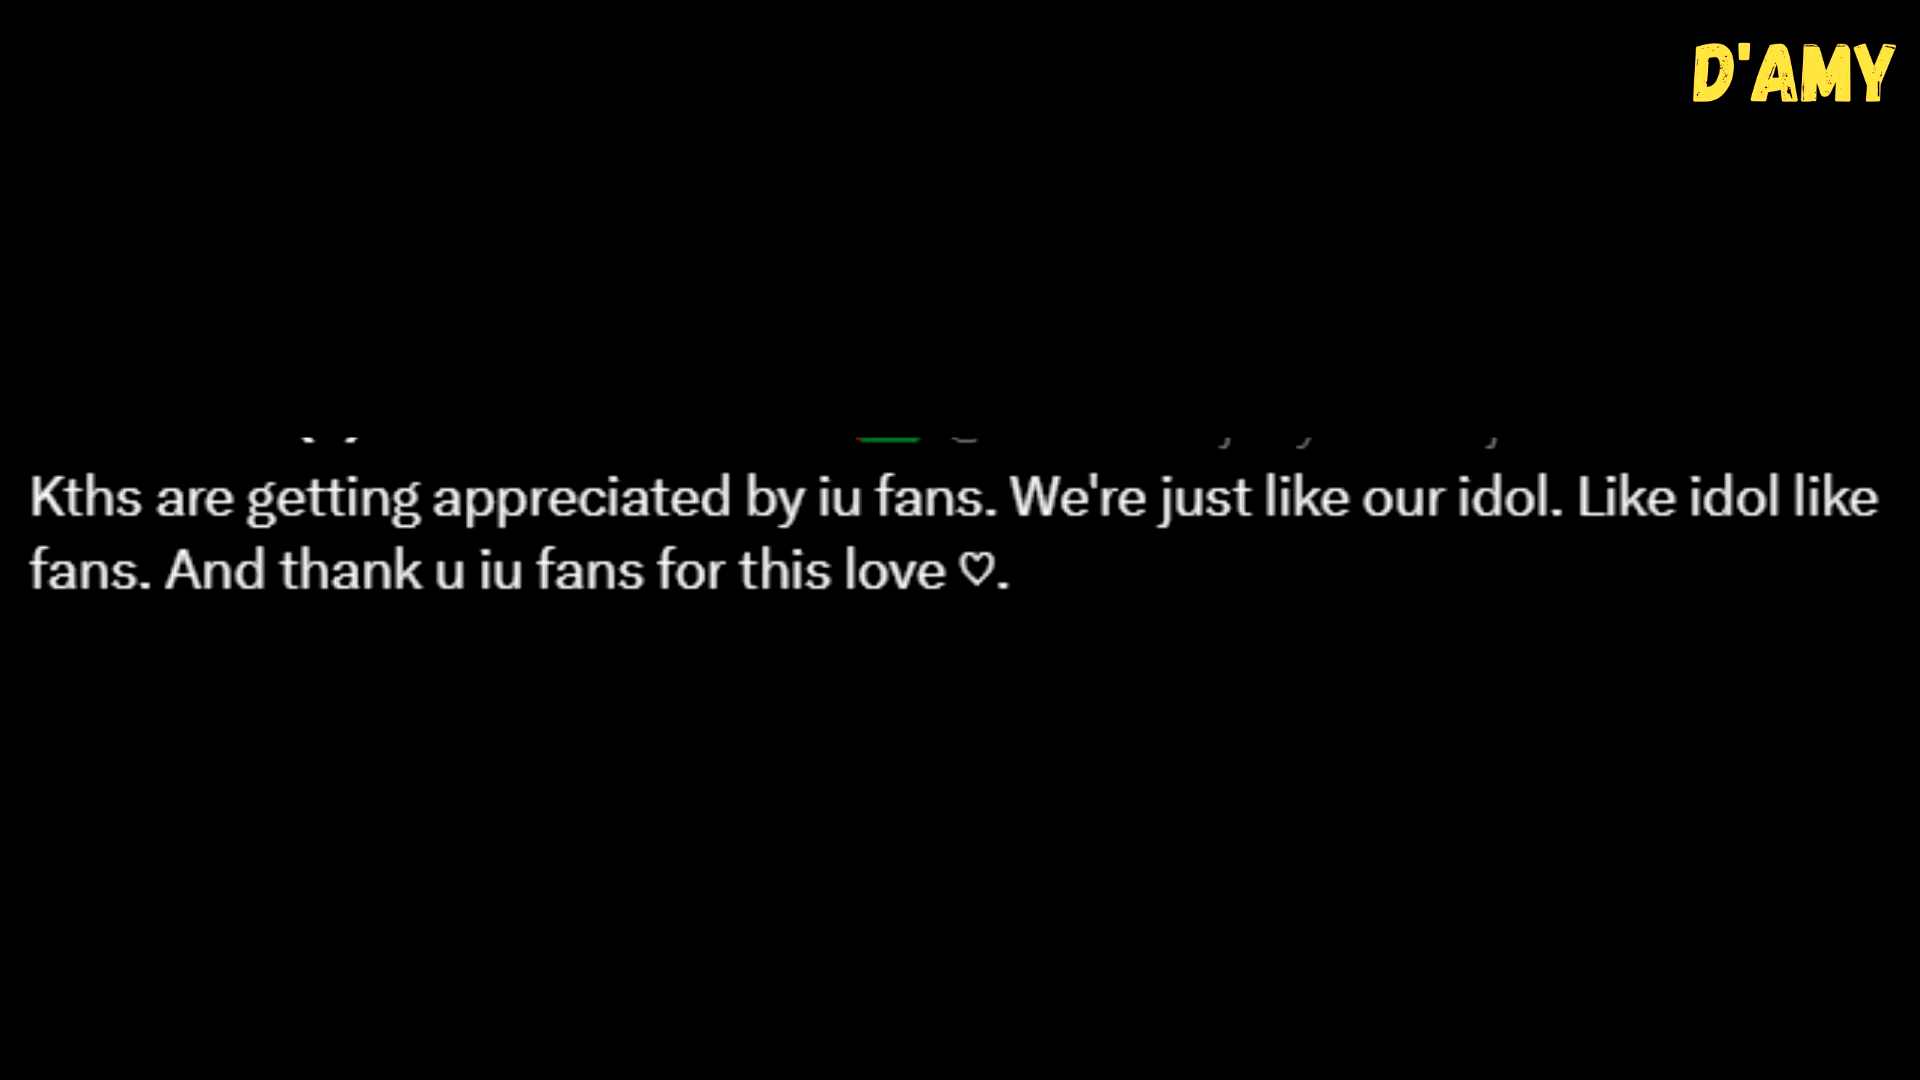 D'AMY
Kths are getting appreciated by iu fans. We're just like our idol. Like idol like
fans. And thank u iu fans for this love ♡.